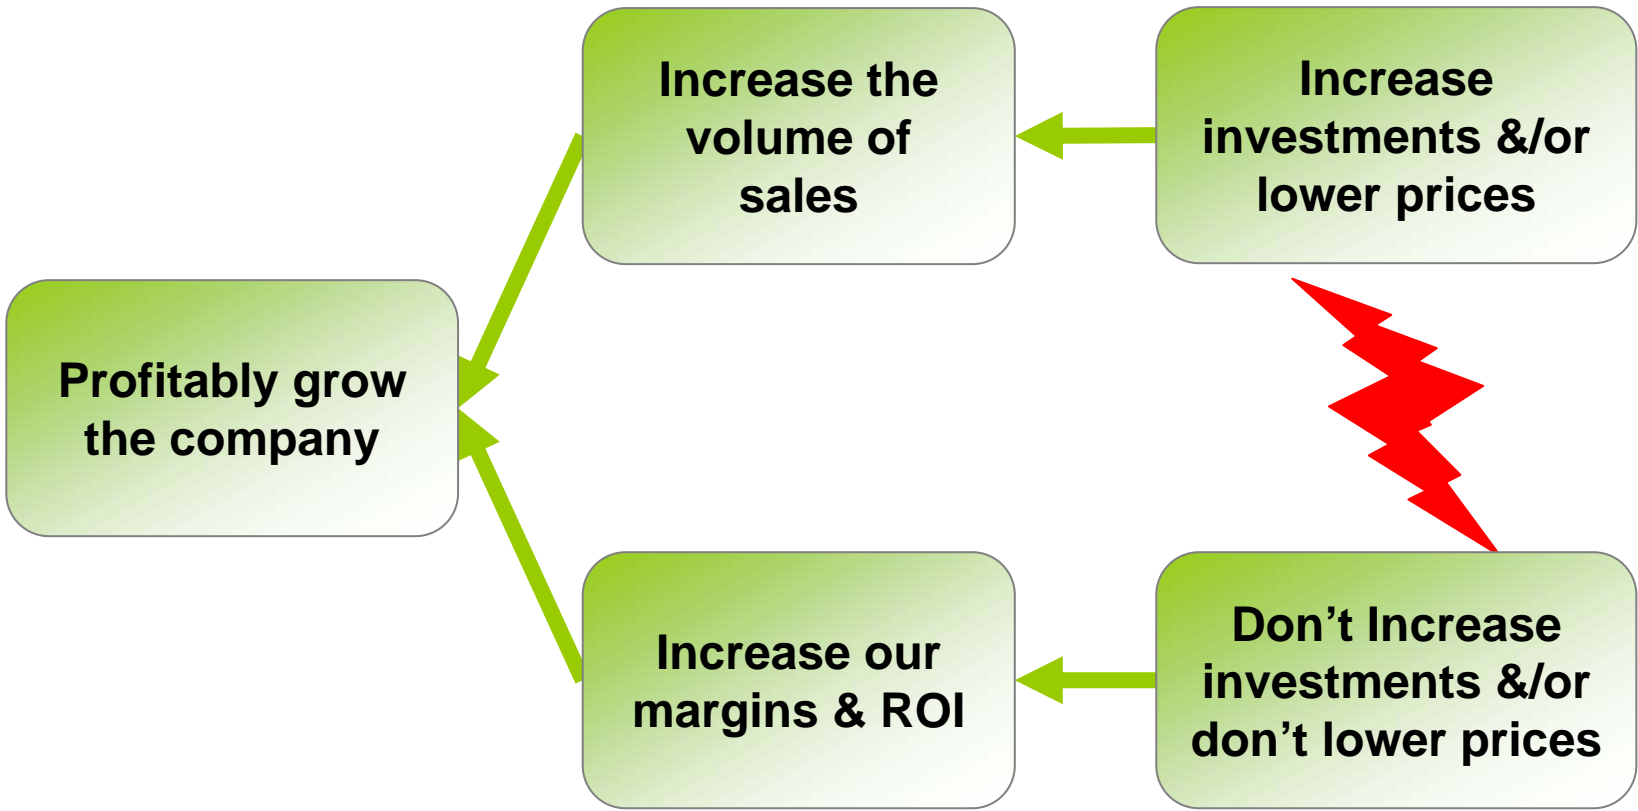 Increase the
volume of
sales
Increase
investments &/or
lower prices
Profitably grow
the company
Increase our
margins & ROI
Don’t Increase
investments &/or
don’t lower prices